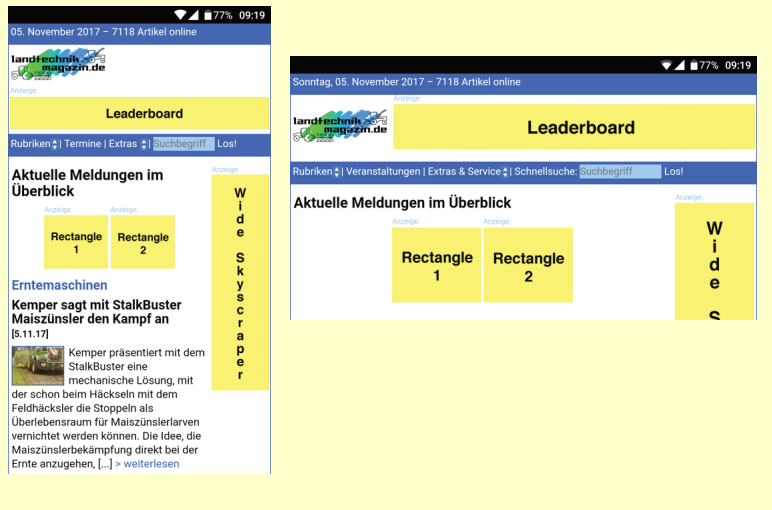 77% 09:19
05. November 2017 – 7118 Artikel online
landtechnik
magazin.de
Anzeige:
Leaderboard
Rubriken | Termine | Extras | Suchbegriff Los!
Aktuelle Meldungen im
Überblick
Anzeige:
Anzeige:
Rectangle
1
Rectangle
2
Anzeige:
Wide Skyscraper
Erntemaschinen
Kemper sagt mit StalkBuster
Maiszünsler den Kampf an
[5.11.17]
Kemper präsentiert mit dem
StalkBuster eine
mechanische Lösung, mit
der schon beim Häckseln mit dem
Feldhäcksler die Stoppeln als
Überlebensraum für Maiszünslerlarven
vernichtet werden können. Die Idee, die
Maiszünslerbekämpfung direkt bei der
Ernte anzugehen, [...] > weiterlesen
77% 09:19
Sonntag, 05. November 2017 – 7118 Artikel online
landtechnik
magazin.de
Anzeige:
Leaderboard
Rubriken | Veranstaltungen | Extras & Service | Schnellsuche: Suchbegriff Los!
Aktuelle Meldungen im Überblick
Anzeige:
Anzeige:
Rectangle
1
Rectangle
2
Anzeige:
Wide S